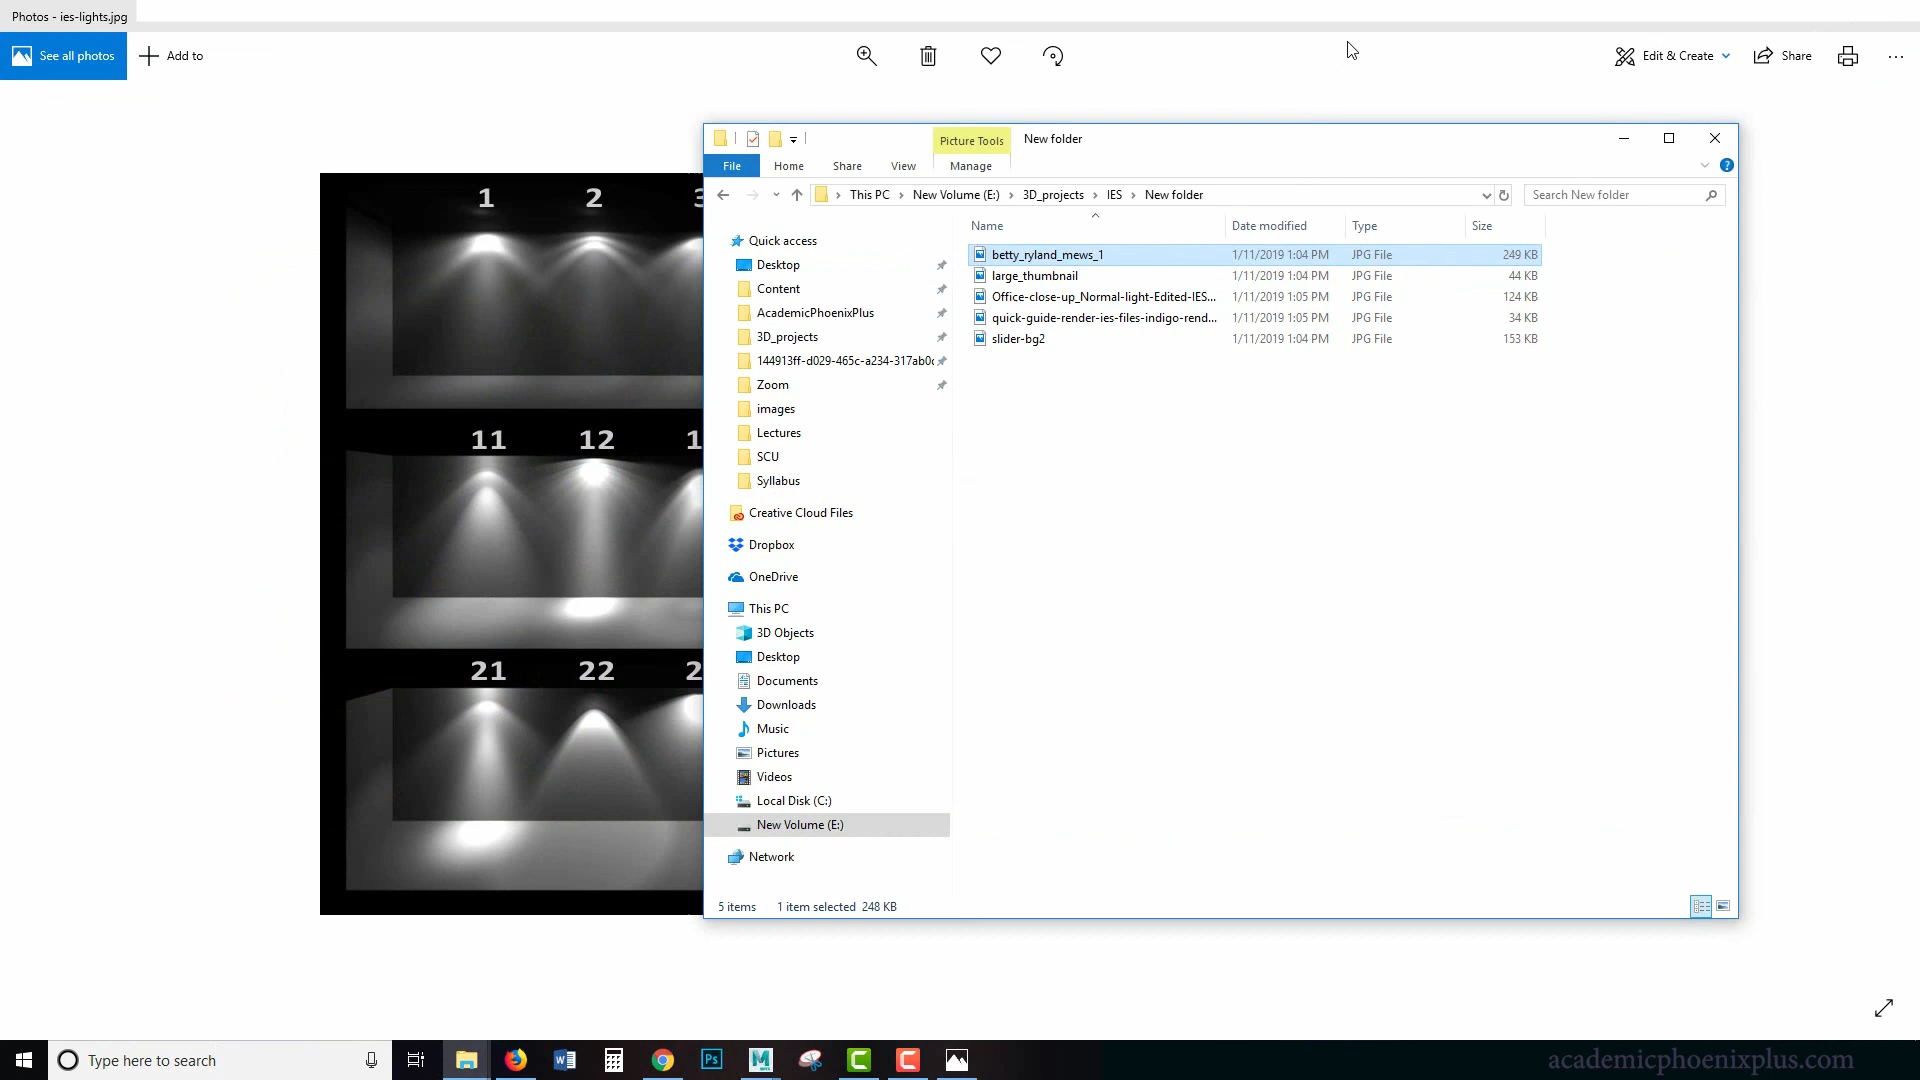 Photos - ies-lights.jpg
See all photos
Add to
Edit & Create
Share
1 2 3
11 12 1
21 22 2
Picture Tools
New folder
File Home Share View Manage
This PC New Volume (E:) 3D_projects IES New folder
Search New folder
Name Date modified Type Size
betty_ryland_mews_1 1/11/2019 1:04 PM JPG File 249 KB
large_thumbnail 1/11/2019 1:04 PM JPG File 44 KB
Office-close-up_Normal-light-Edited-IES... 1/11/2019 1:05 PM JPG File 124 KB
quick-guide-render-ies-files-indigo-rend... 1/11/2019 1:05 PM JPG File 34 KB
slider-bg2 1/11/2019 1:04 PM JPG File 153 KB
Quick access
Desktop
Content
AcademicPhoenixPlus
3D_projects
144913ff-d029-465c-a234-317ab0
Zoom
images
Lectures
SCU
Syllabus
Creative Cloud Files
Dropbox
OneDrive
This PC
3D Objects
Desktop
Documents
Downloads
Music
Pictures
Videos
Local Disk (C:)
New Volume (E:)
Network
5 items 1 item selected 248 KB
Type here to search
academicphoenixplus.com